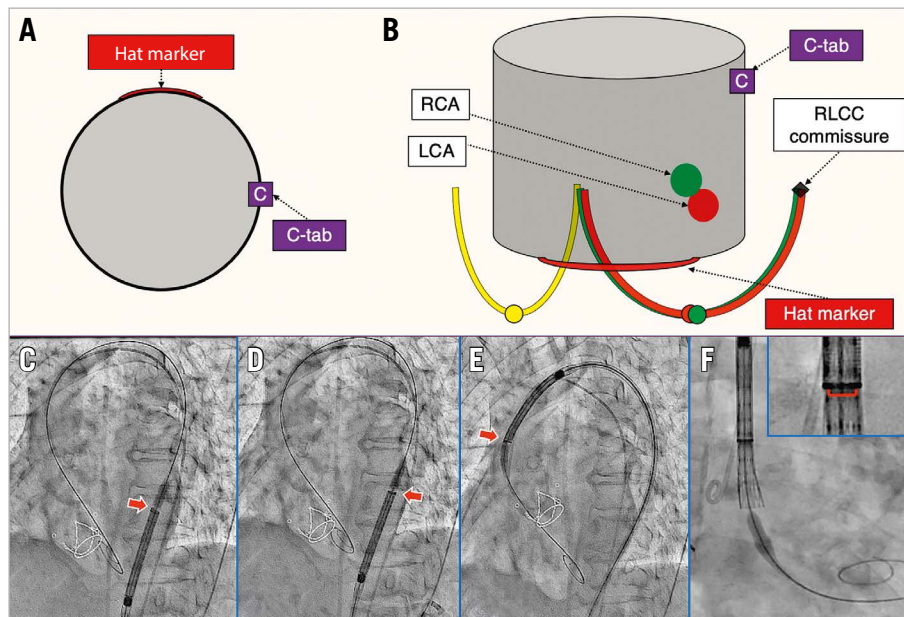 A
Hat marker
C
C-tab
B
C-tab
C
RCA
LCA
RLCC
commissure
Hat marker
C
D
E
F